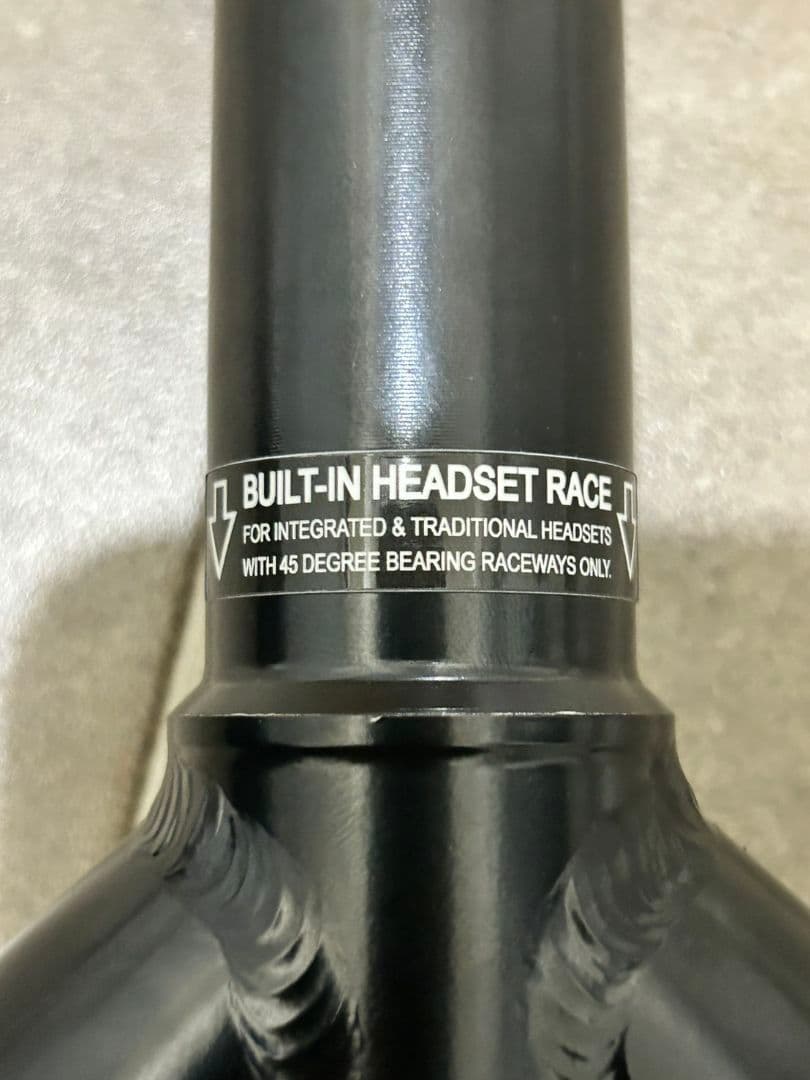 BUILT-IN HEADSET RACE
FOR INTEGRATED & TRADITIONAL HEADSETS
WITH 45 DEGREE BEARING RACEWAYS ONLY.